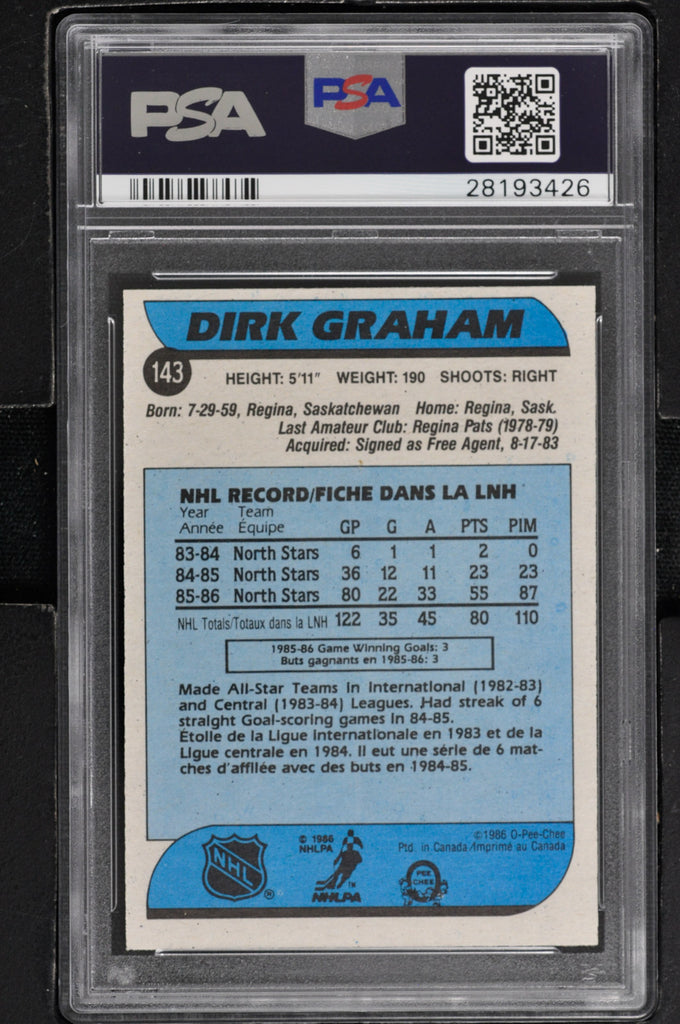 PSA PSA
28193426
DIRK GRAHAM
143
HEIGHT: 5'11" WEIGHT: 190 SHOOTS: RIGHT
Born: 7-29-59, Regina, Saskatchewan Home: Regina, Sask.
Last Amateur Club: Regina Pats (1978-79)
Acquired: Signed as Free Agent, 8-17-83
NHL RECORD/FICHE DANS LA LNH
Year Team
Année Équipe GP G A PTS PIM
83-84 North Stars 6 1 1 2 0
84-85 North Stars 36 12 11 23 23
85-86 North Stars 80 22 33 55 87
NHL Totals/Totaux dans la LNH 122 35 45 80 110
1985-86 Game Winning Goals: 3
Buts gagnants en 1985-86: 3
Made All-Star Teams in International (1982-83)
and Central (1983-84) Leagues. Had streak of 6
straight Goal-scoring games in 84-85.
Étoile de la Ligue internationale en 1983 et de la
Ligue centrale en 1984. Il eut une série de 6 mat-
ches d'affilée avec des buts en 1984-85.
NHL ®
© 1986
NHLPA
TM
NHLPA
©1986 O-Pee-Chee
Ptd. in Canada/Imprimé au Canada
O PEE CHEE